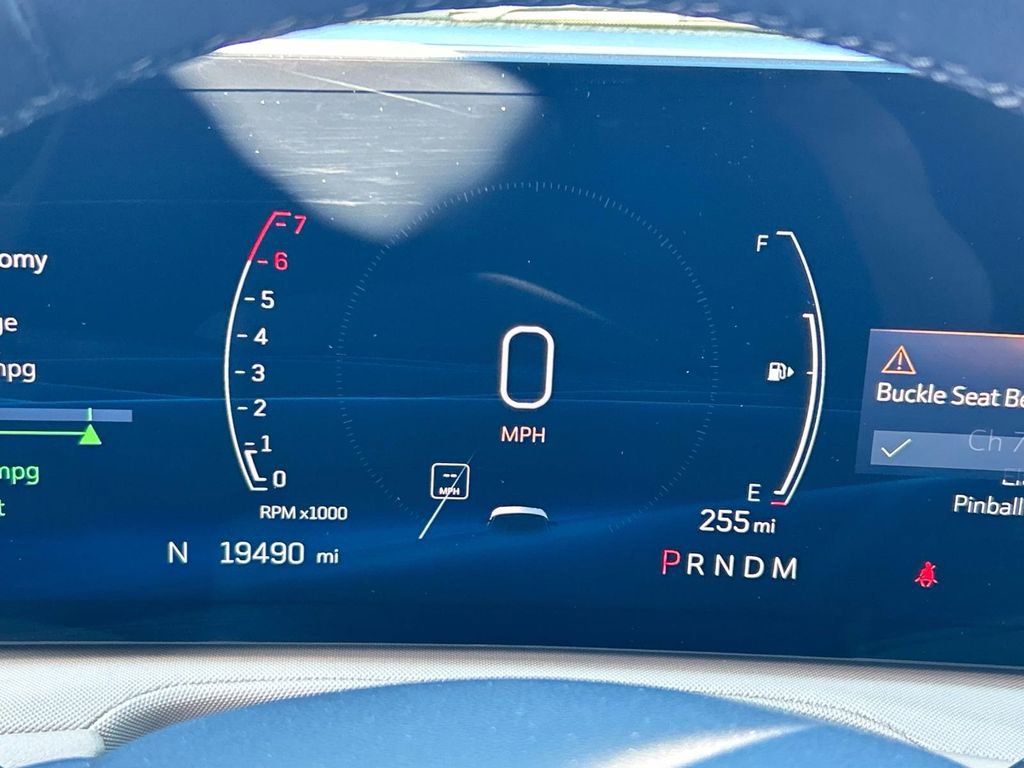 omy
ge
mpg
mpg
t
7
6
5
4
3
2
1
0
RPM x1000
N 19490 mi
0
MPH
--
MPH
F
E
255 mi
PRNDM
Buckle Seat Be
Ch 7
El
Pinball